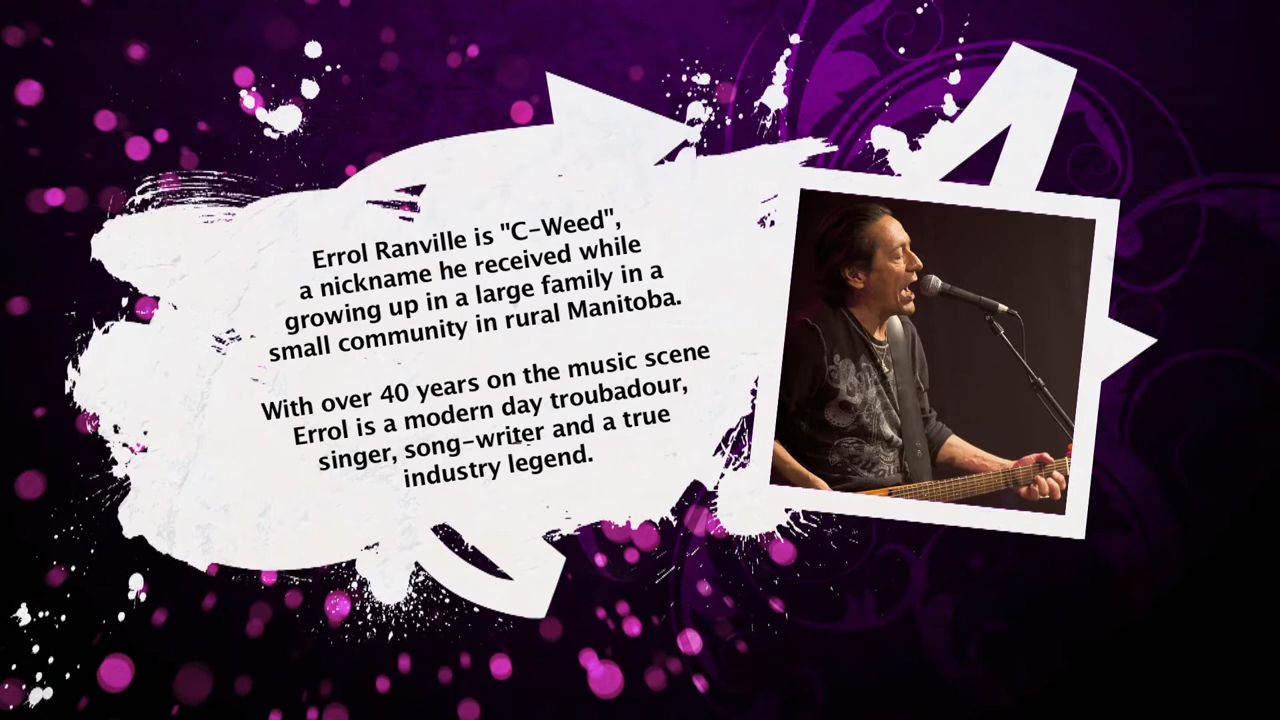 Errol Ranville is "C-Weed",
a nickname he received while
growing up in a large family in a
small community in rural Manitoba.
With over 40 years on the music scene
Errol is a modern day troubadour,
singer, song-writer and a true
industry legend.